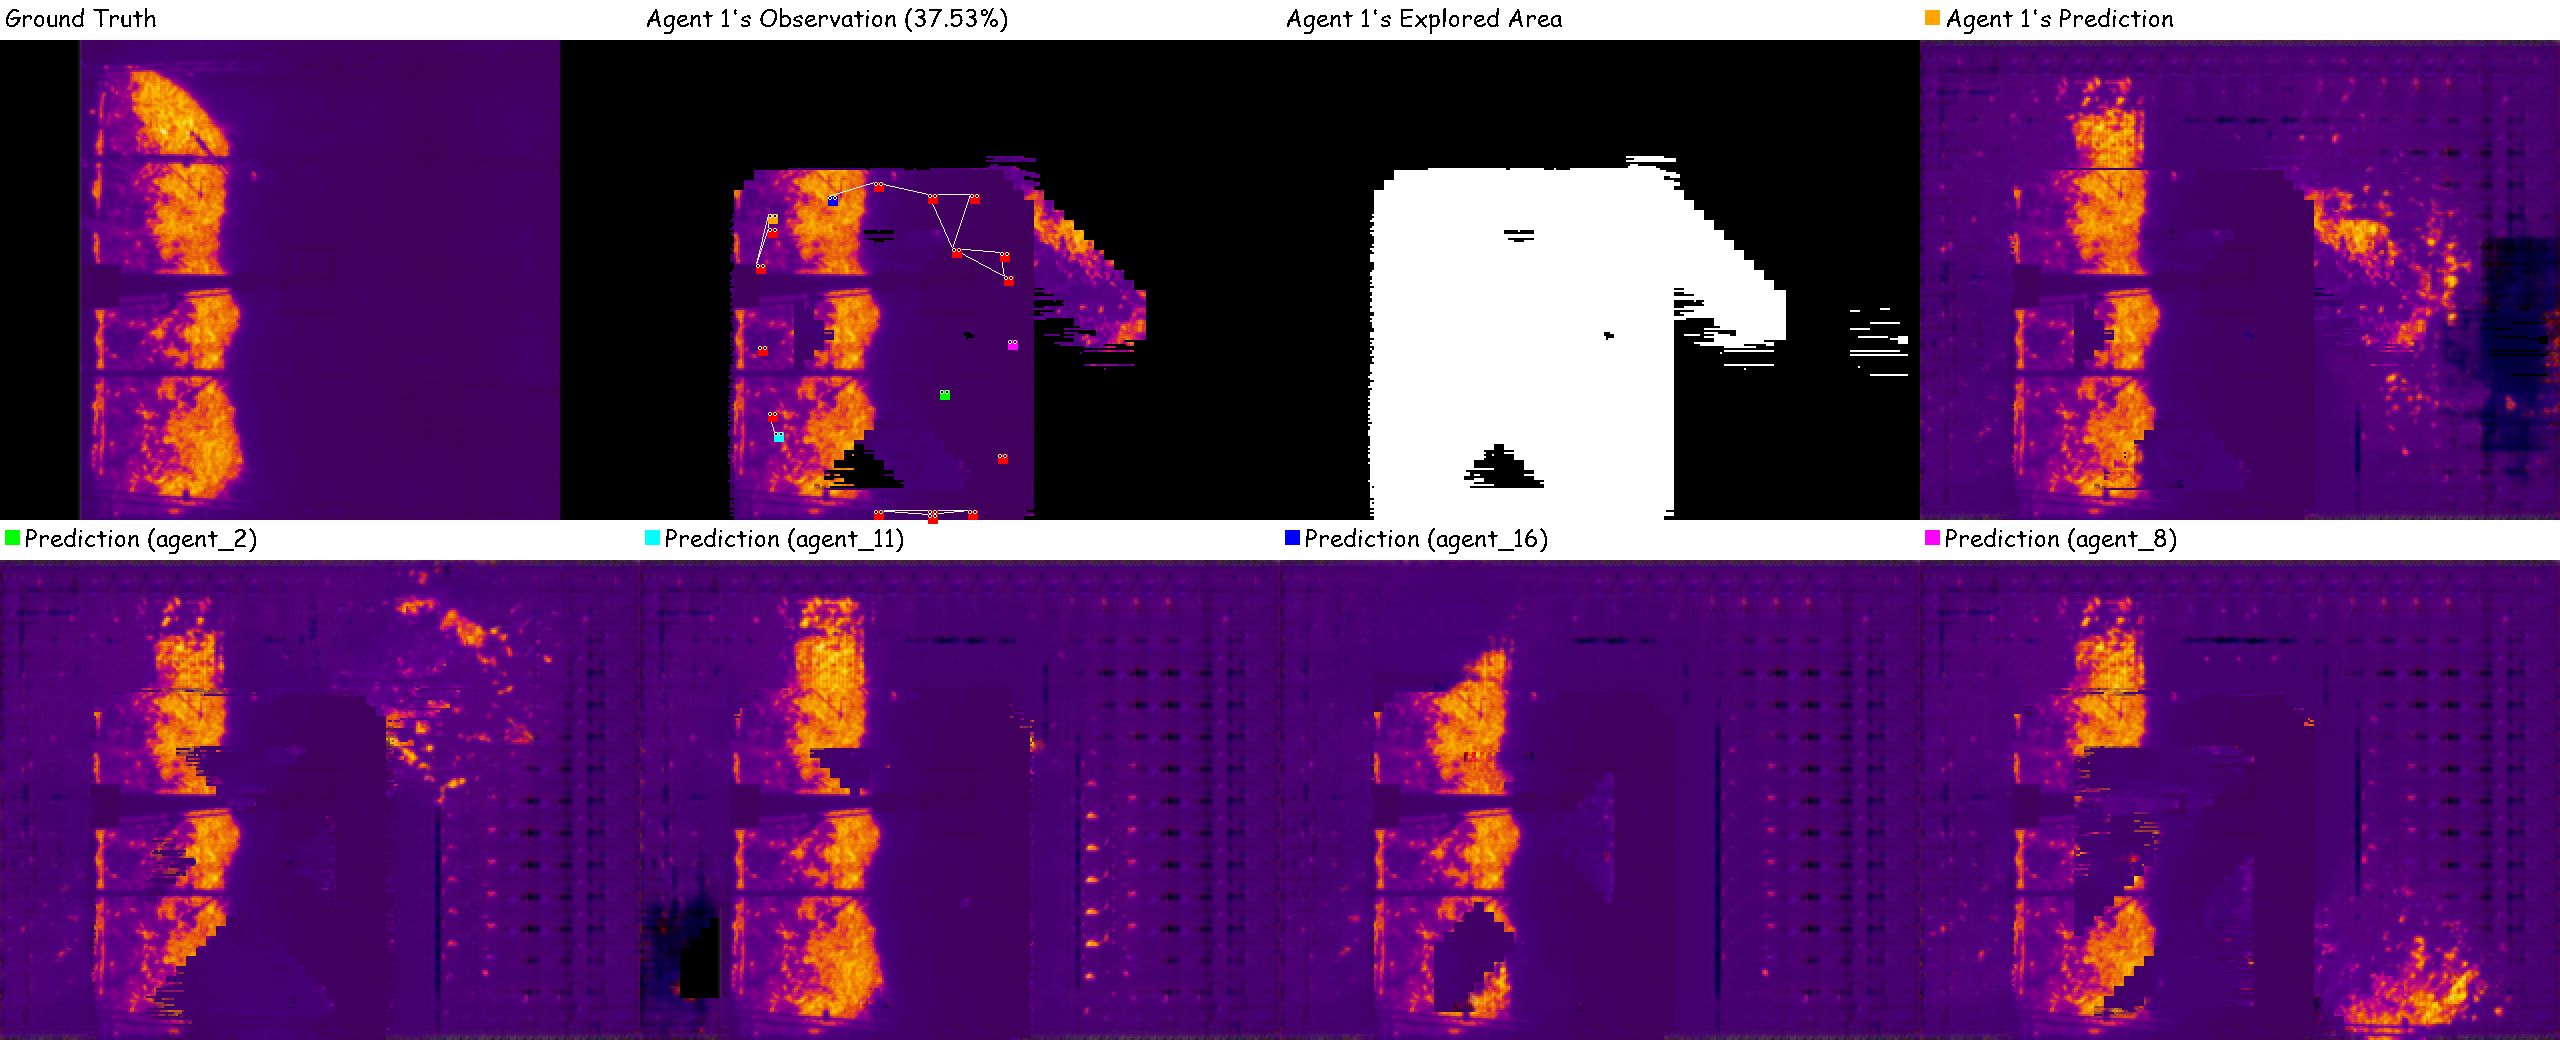 Ground Truth
Agent 1's Observation (37.53%)
Agent 1's Explored Area
Agent 1's Prediction
Prediction (agent_2)
Prediction (agent_11)
Prediction (agent_16)
Prediction (agent_8)